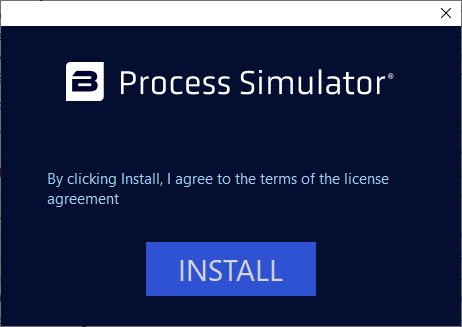 B Process Simulator®
By clicking Install, I agree to the terms of the license
agreement
INSTALL